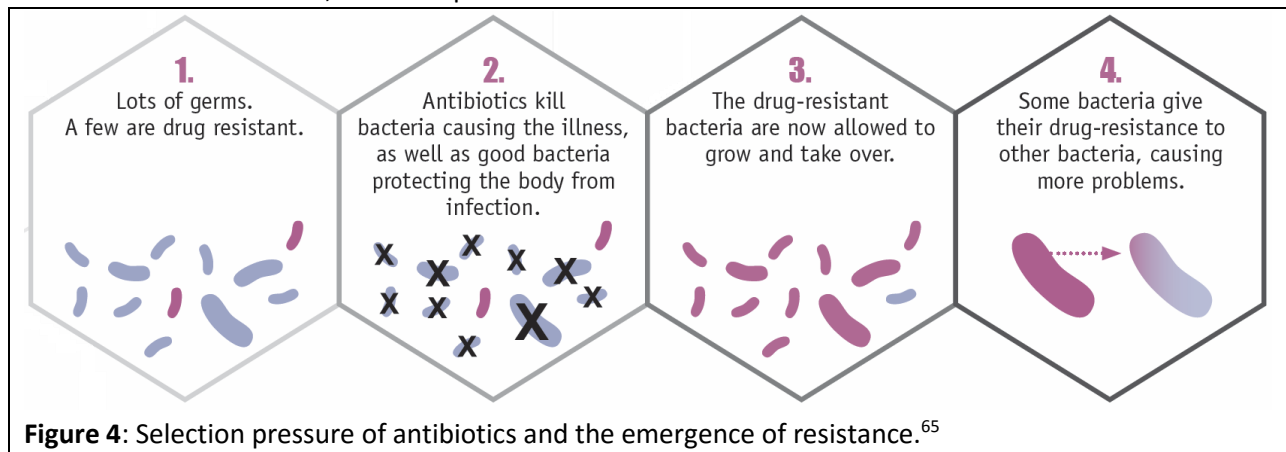 1.
Lots of germs.
A few are drug resistant.
2.
Antibiotics kill
bacteria causing the illness,
as well as good bacteria
protecting the body from
infection.
X X X X X X X X X X
3.
The drug-resistant
bacteria are now allowed to
grow and take over.
4.
Some bacteria give
their drug-resistance to
other bacteria, causing
more problems.
Figure 4: Selection pressure of antibiotics and the emergence of resistance.65